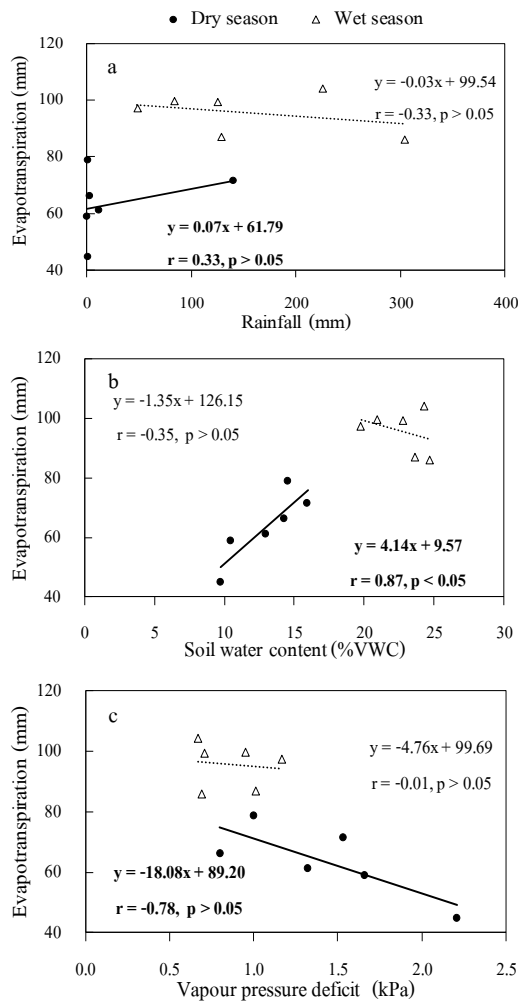 Dry season Wet season
a
y = -0.03x + 99.54
r = -0.33, p > 0.05
y = 0.07x + 61.79
r = 0.33, p > 0.05
120
100
80
60
40
0 100 200 300 400
Evapotranspiration (mm)
Rainfall (mm)
b
y = -1.35x + 126.15
r = -0.35, p > 0.05
y = 4.14x + 9.57
r = 0.87, p < 0.05
120
100
80
60
40
0 5 10 15 20 25 30
Evapotranspiration (mm)
Soil water content (%VWC)
c
y = -4.76x + 99.69
r = -0.01, p > 0.05
y = -18.08x + 89.20
r = -0.78, p > 0.05
120
100
80
60
40
0.0 0.5 1.0 1.5 2.0 2.5
Evapotranspiration (mm)
Vapour pressure deficit (kPa)